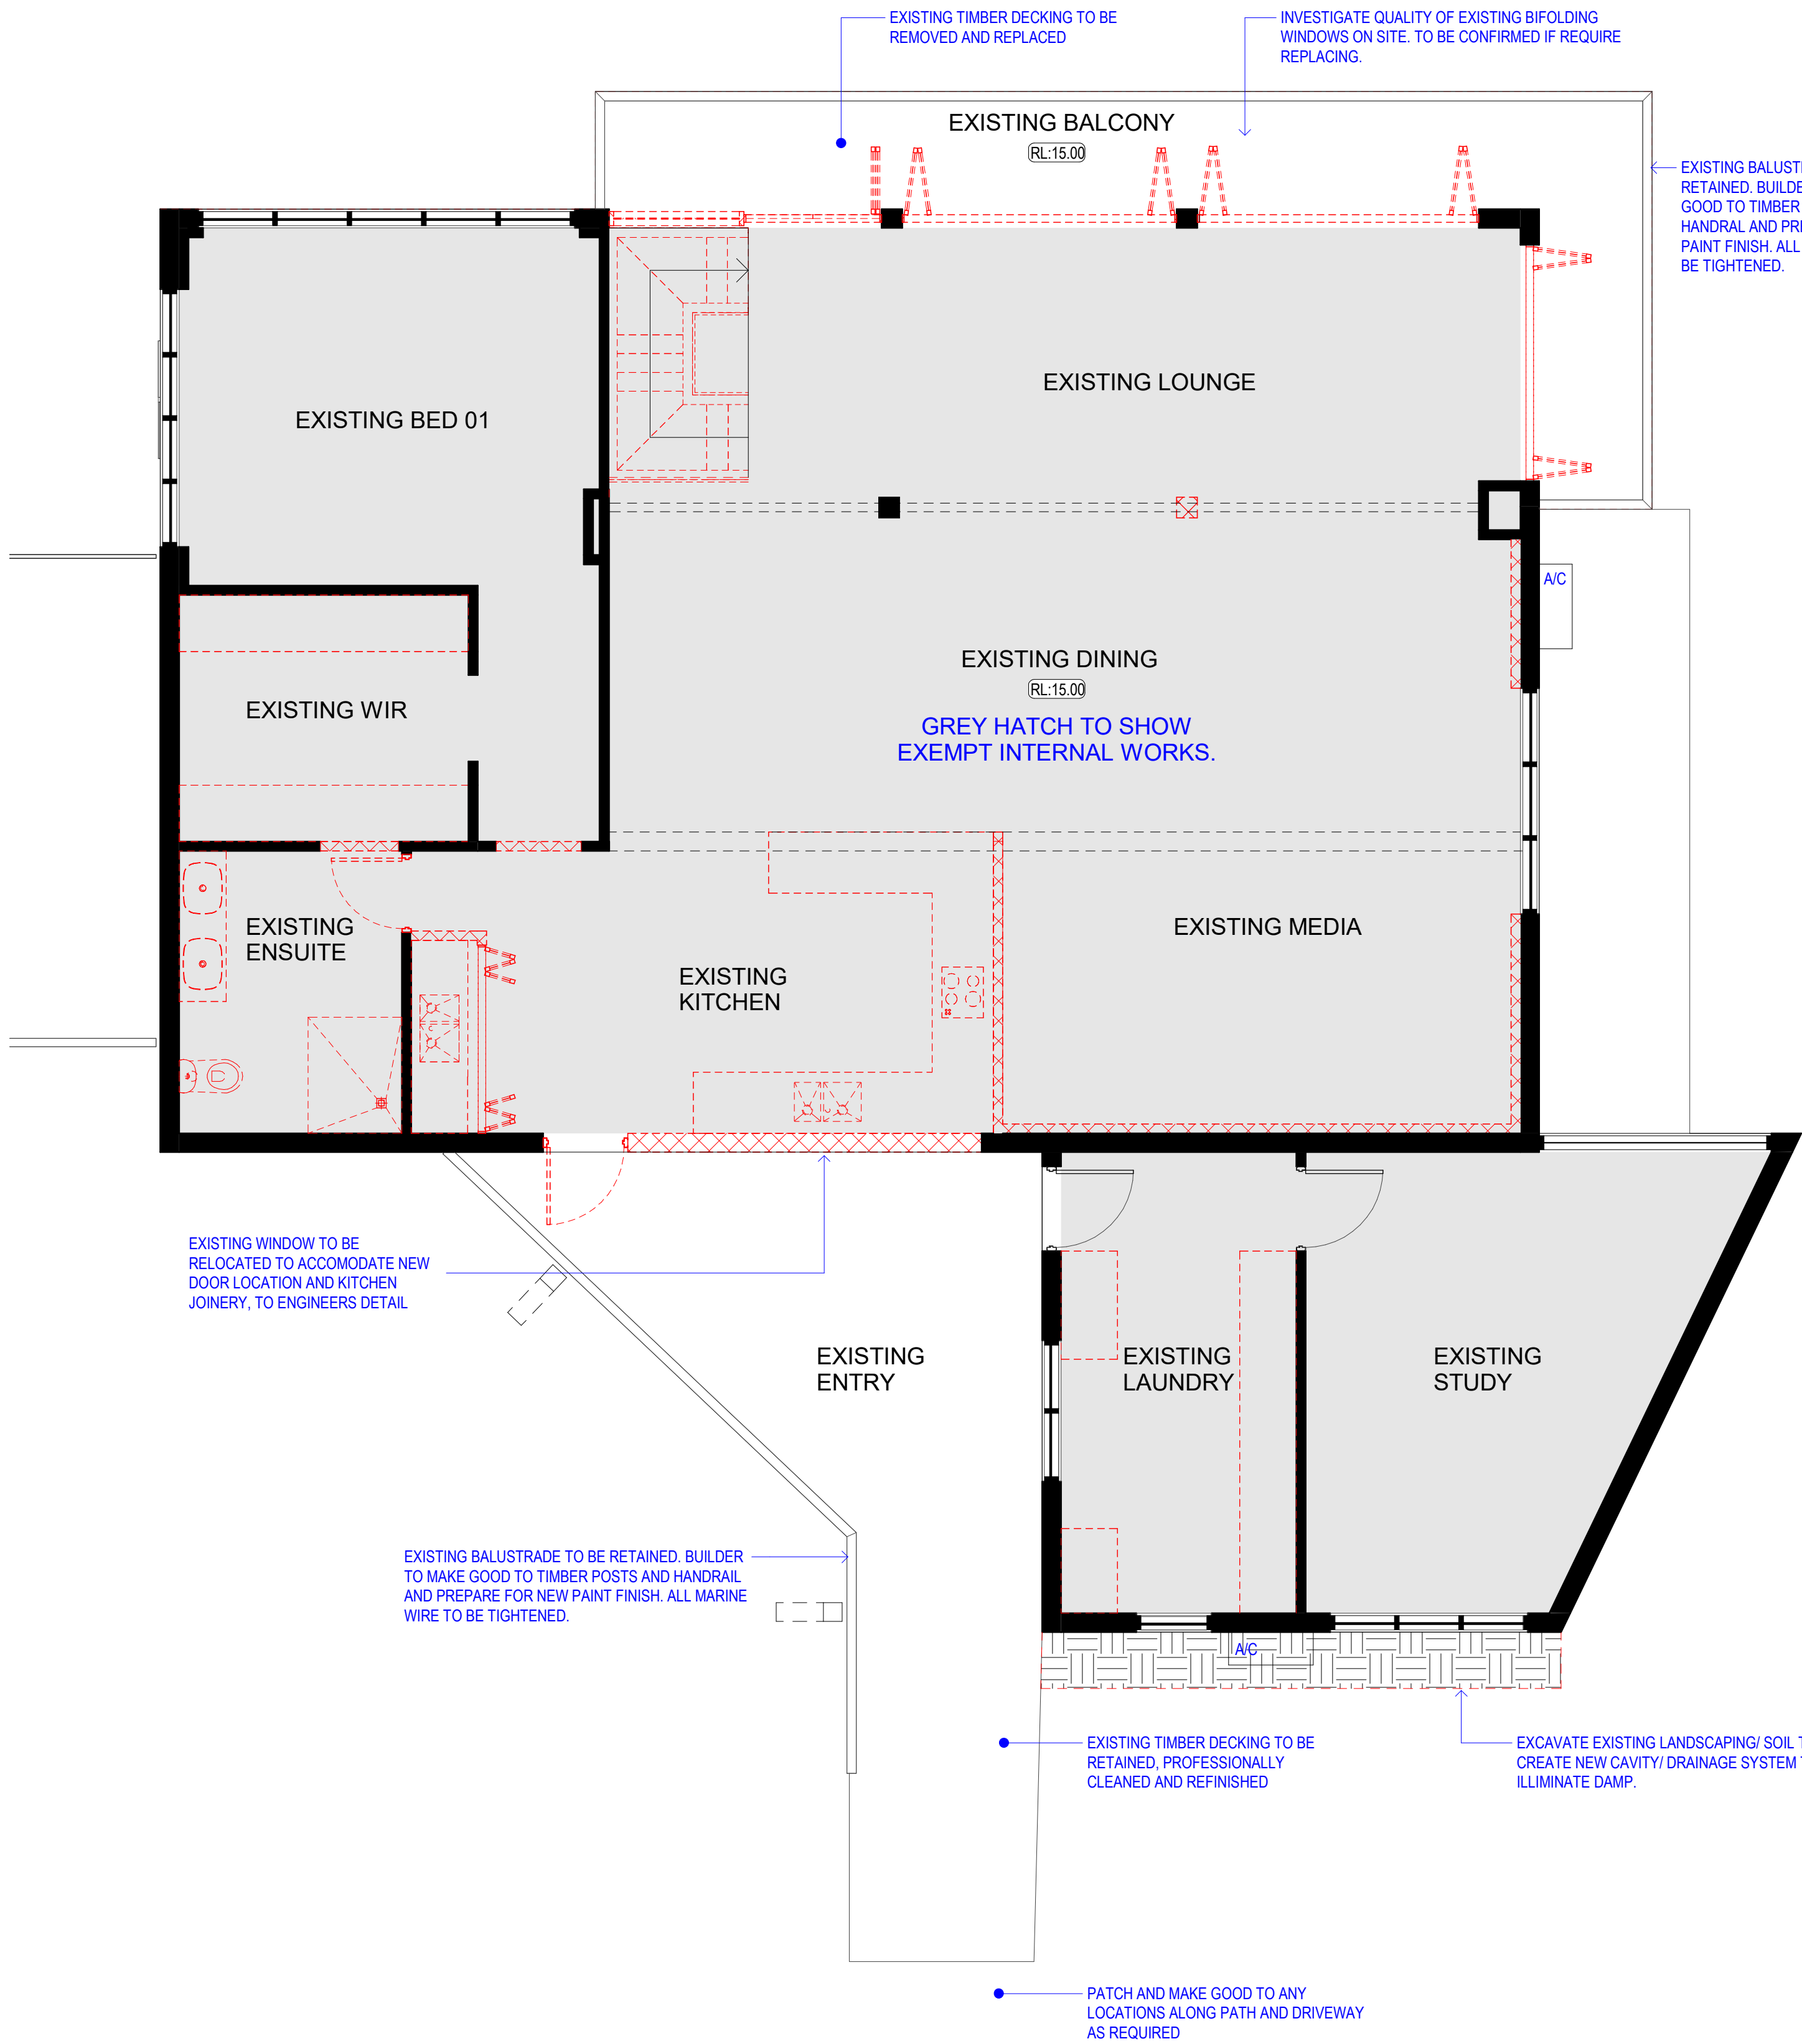 EXISTING TIMBER DECKING TO BE
REMOVED AND REPLACED
INVESTIGATE QUALITY OF EXISTING BIFOLDING
WINDOWS ON SITE. TO BE CONFIRMED IF REQUIRE
REPLACING.
EXISTING BALCONY
RL:15.00
EXISTING
RETAINED.
GOOD TO TIMBER
HANDRAL AND
PAINT FINISH. ALL
BE TIGHTENED.
EXISTING LOUNGE
EXISTING BED 01
A/C
EXISTING DINING
RL:15.00
GREY HATCH TO SHOW
EXEMPT INTERNAL WORKS.
EXISTING WIR
EXISTING
ENSUITE
EXISTING
KITCHEN
EXISTING MEDIA
EXISTING WINDOW TO BE
RELOCATED TO ACCOMODATE NEW
DOOR LOCATION AND KITCHEN
JOINERY, TO ENGINEERS DETAIL
EXISTING
ENTRY
EXISTING
LAUNDRY
EXISTING
STUDY
EXISTING BALUSTRADE TO BE RETAINED. BUILDER
TO MAKE GOOD TO TIMBER POSTS AND HANDRAIL
AND PREPARE FOR NEW PAINT FINISH. ALL MARINE
WIRE TO BE TIGHTENED.
A/C
EXISTING TIMBER DECKING TO BE
RETAINED, PROFESSIONALLY
CLEANED AND REFINISHED
EXCAVATE EXISTING LANDSCAPING/ SOIL
CREATE NEW CAVITY/ DRAINAGE SYSTEM
ILLIMINATE DAMP.
PATCH AND MAKE GOOD TO ANY
LOCATIONS ALONG PATH AND DRIVEWAY
AS REQUIRED